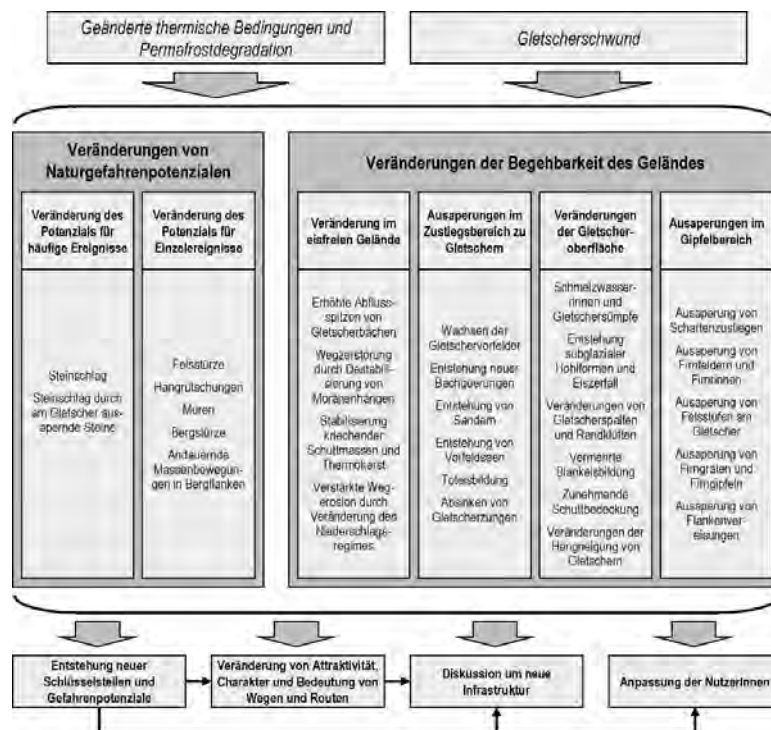 Geänderte thermische Bedingungen und
Permafrostdegradation
Gletscherschwund
Veränderungen von
Naturgefahrenpotenzialen
Veränderung des
Potenzials für
häufige Ereignisse
Steinschlag
Steinschlag durch
am Gletscher aus-
apernde Steine
Veränderung des
Potenzials für
Einzelereignisse
Felsstürze
Hangrutschungen
Muren
Bergstürze
Andauernde
Massenbewegun-
gen in Bergflanken
Veränderungen der Begehbarkeit des Geländes
Veränderung im
eisfreien Gelände
Erhöhte Abfluss-
spitzen von
Gletscherbächen
Wegzerstörung
durch Destabili-
sierung von
Moränenhängen
Stabilisierung
kriechender
Schuttmassen und
Thermokarst
Verstärkte Weg-
erosion durch
Veränderung des
Niederschlags-
regimes
Ausaperungen im
Zustiegsbereich zu
Gletschern
Wachsen der
Gletschervorfelder
Entstehung neuer
Bachquerungen
Entstehung von
Sandern
Entstehung von
Vorfeldseen
Toteisbildung
Absinken von
Gletscherzungen
Veränderungen
der Gletscher-
oberfläche
Schmelzwasser-
rinnen und
Gletschersümpfe
Entstehung
subglazialer
Hohlformen und
Eiszerfall
Veränderungen von
Gletscherspalten
und Randklüften
Vermehrte
Blankeisbildung
Zunehmende
Schuttbedeckung
Veränderungen der
Hangneigung von
Gletschern
Ausaperungen im
Gipfelbereich
Ausaperung von
Schartenzustiegen
Ausaperung von
Firnfeldern und
Firnrinnen
Ausaperung von
Felsstufen am
Gletscher
Ausaperung von
Firngraten und
Firngipfeln
Ausaperung von
Flankenver-
eisungen
Entstehung neuer
Schlüsselstellen und
Gefahrenpotenziale
Veränderung von Attraktivität,
Charakter und Bedeutung von
Wegen und Routen
Diskussion um neue
Infrastruktur
Anpassung der NutzerInnen